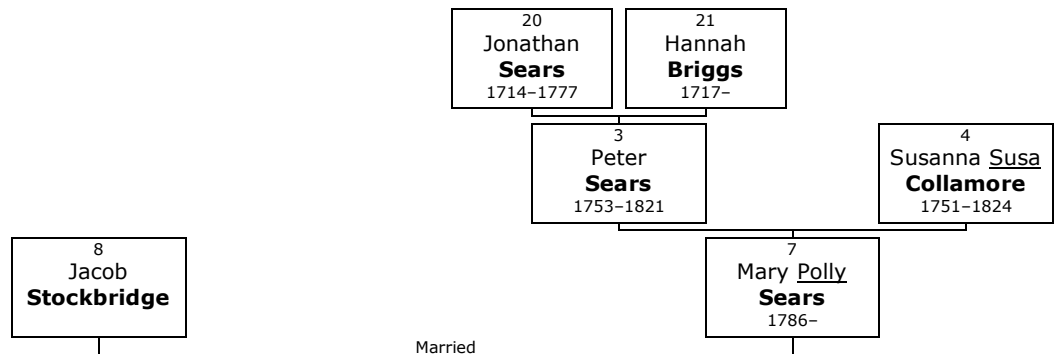 20
Jonathan
Sears
1714–1777
21
Hannah
Briggs
1717–
3
Peter
Sears
1753–1821
4
Susanna Susa
Collamore
1751–1824
8
Jacob
Stockbridge
7
Mary Polly
Sears
1786–
Married